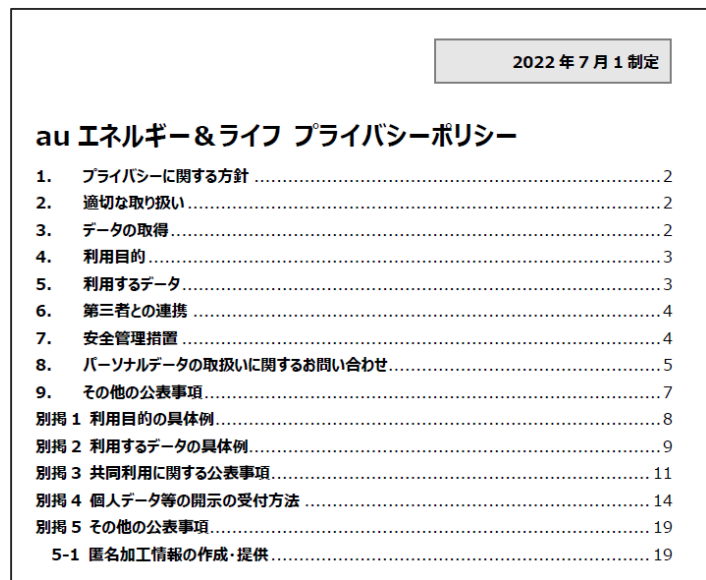 2022年7月1制定
au エネルギー＆ライフ プライバシーポリシー
1. プライバシーに関する方針 ........ 2
2. 適切な取り扱い ........ 2
3. データの取得 ........ 2
4. 利用目的 ........ 3
5. 利用するデータ ........ 3
6. 第三者との連携 ........ 4
7. 安全管理措置 ........ 4
8. パーソナルデータの取扱いに関するお問い合わせ ........ 5
9. その他の公表事項 ........ 7
別掲1 利用目的の具体例 ........ 8
別掲2 利用するデータの具体例 ........ 9
別掲3 共同利用に関する公表事項 ........ 11
別掲4 個人データ等の開示の受付方法 ........ 14
別掲5 その他の公表事項 ........ 19
5-1 匿名加工情報の作成・提供 ........ 19